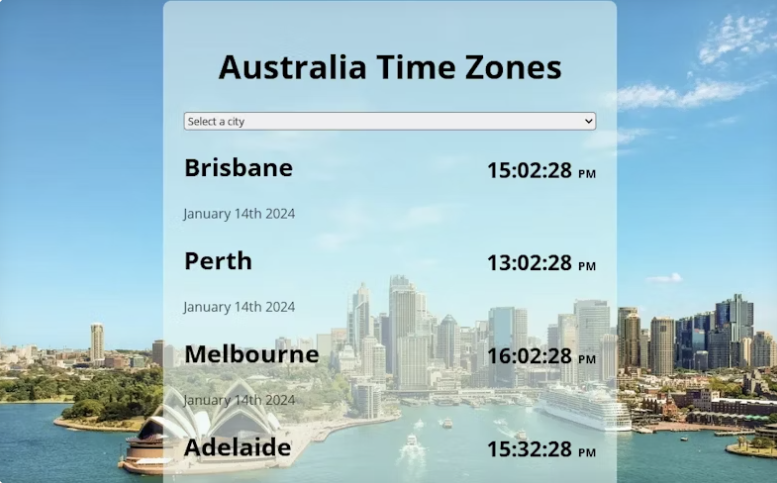 Australia Time Zones
Select a city
Brisbane 15:02:28 PM
January 14th 2024
Perth 13:02:28 PM
January 14th 2024
Melbourne 16:02:28 PM
January 14th 2024
Adelaide 15:32:28 PM